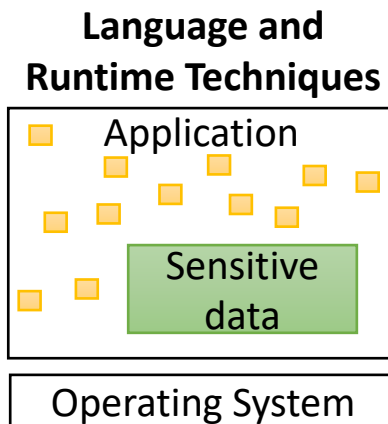 Language and
Runtime Techniques
Application
Sensitive
data
Operating System